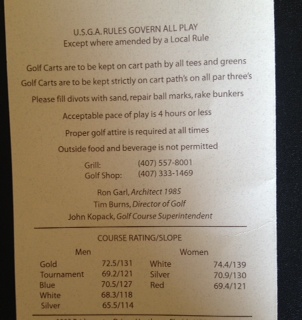 U.S.G.A. RULES GOVERN ALL PLAY
Except where amended by a Local Rule
Golf Carts are to be kept on cart path by all tees and greens
Golf Carts are to be kept strictly on cart path's on all par three's
Please fill divots with sand, repair ball marks, rake bunkers
Acceptable pace of play is 4 hours or less
Proper golf attire is required at all times
Outside food and beverage is not permitted
Grill: (407) 557-8001
Golf Shop: (407) 333-1469
Ron Garl, Architect 1985
Tim Burns, Director of Golf
John Kopack, Golf Course Superintendent
COURSE RATING/SLOPE
Men Women
Gold 72.5/131 White 74.4/139
Tournament 69.2/121 Silver 70.9/130
Blue 70.5/127 Red 69.4/121
White 68.3/118
Silver 65.5/114